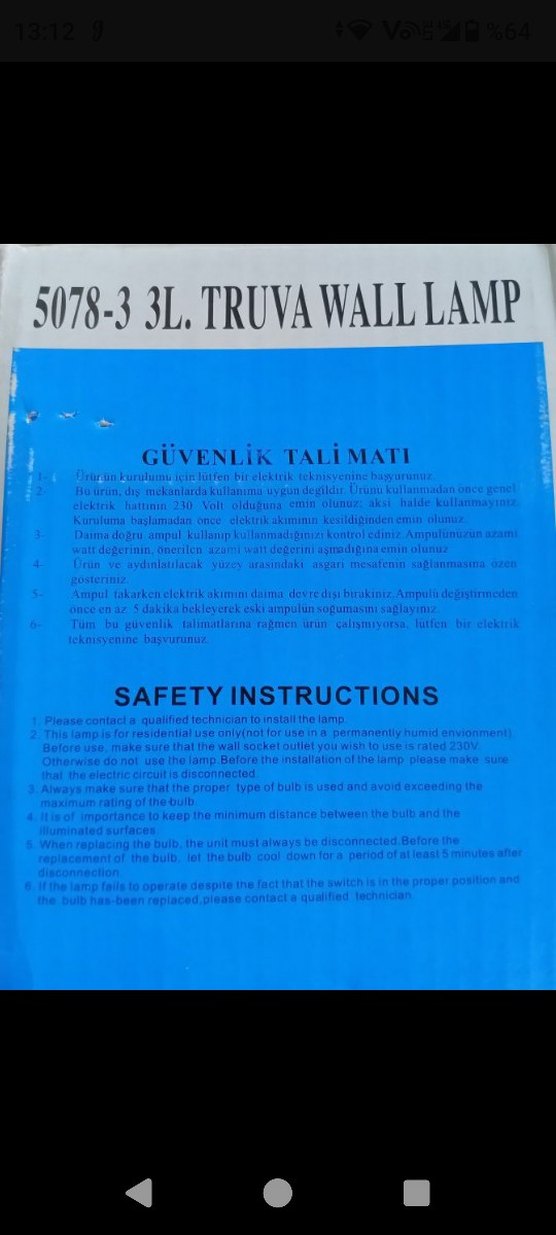 13:12
%64
5078-3 3L. TRUVA WALL LAMP
GÜVENLİK TALİMATI
1- Ürünün kurulumu için lütfen bir elektrik teknisyenine başvurunuz.
2- Bu ürün, dış mekanlarda kullanıma uygun değildir. Ürünü kullanmadan önce genel
elektrik hattının 230 Volt olduğuna emin olunuz; aksi halde kullanmayınız.
Kuruluma başlamadan önce elektrik akımının kesildiğinden emin olunuz.
3- Daima doğru ampul kullanıp kullanmadığınızı kontrol ediniz. Ampulünüzün azami
watt değerinin, önerilen azami watt değerini aşmadığına emin olunuz
4- Ürün ve aydınlatılacak yüzey arasındaki asgari mesafenin sağlanmasına özen
gösteriniz.
5- Ampul takarken elektrik akımını daima devre dışı birakiniz. Ampulü değiştirmeden
önce en az 5 dakika bekleyerek eski ampulün soğumasını sağlayınız.
6- Tüm bu güvenlik talimatlarına rağmen ürün çalışmıyorsa, lütfen bir elektrik
teknisyenine başvurunuz.
SAFETY INSTRUCTIONS
1. Please contact a qualified technician to install the lamp.
2. This lamp is for residential use only(not for use in a permanently humid envionment)
Before use, make sure that the wall socket outlet you wish to use is rated 230V.
Otherwise do not use the lamp.Before the installation of the lamp please make sure
that the electric circuit is disconnected.
3. Always make sure that the proper type of bulb is used and avoid exceeding the
maximum rating of the bulb.
4. It is of importance to keep the minimum distance between the bulb and the
illuminated surfaces
5. When replacing the bulb, the unit must always be disconnected.Before the
replacement of the bulb, let the bulb cool down for a period of at least 5 minutes after
disconnection.
6. If the lamp fails to operate despite the fact that the switch is in the proper position and
the bulb has-been replaced,please contact a qualified technician.